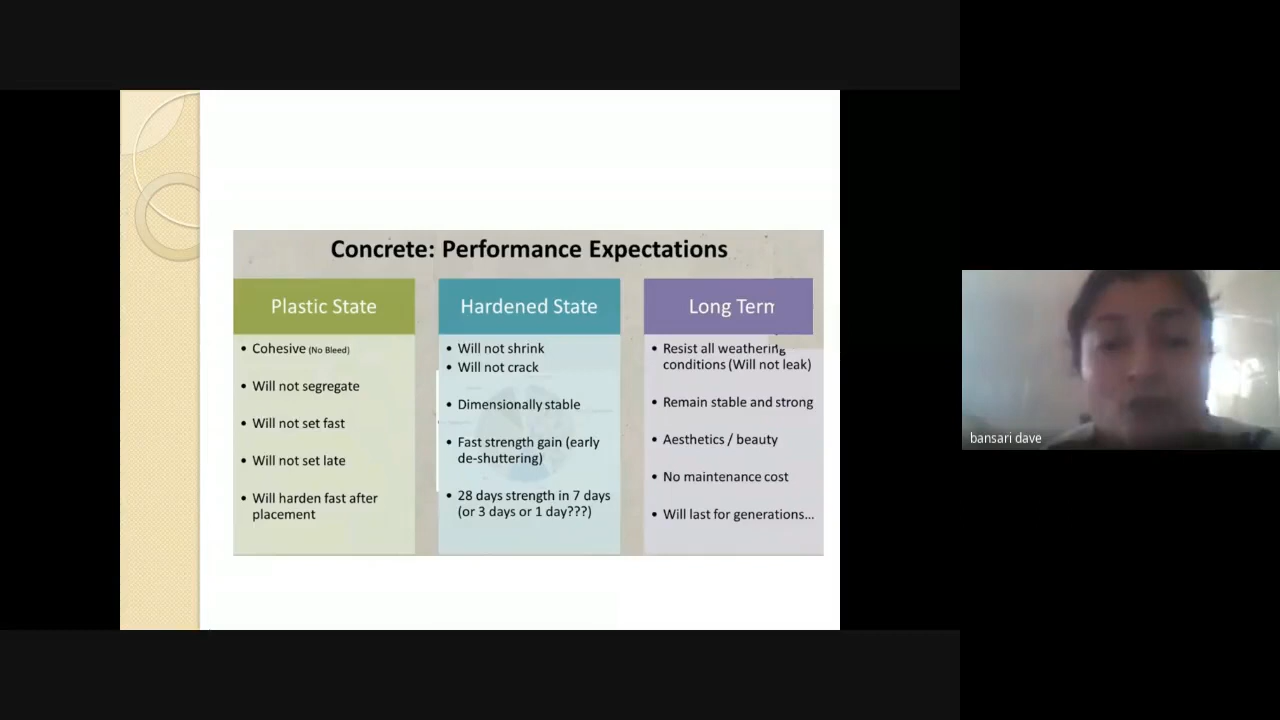 Concrete: Performance Expectations
Plastic State
• Cohesive (No Bleed)
• Will not segregate
• Will not set fast
• Will not set late
• Will harden fast after
placement
Hardened State
• Will not shrink
• Will not crack
• Dimensionally stable
• Fast strength gain (early
de-shuttering)
• 28 days strength in 7 days
(or 3 days or 1 day???)
Long Term
• Resist all weathering
conditions (Will not leak)
• Remain stable and strong
• Aesthetics / beauty
• No maintenance cost
• Will last for generations...
bansari dave